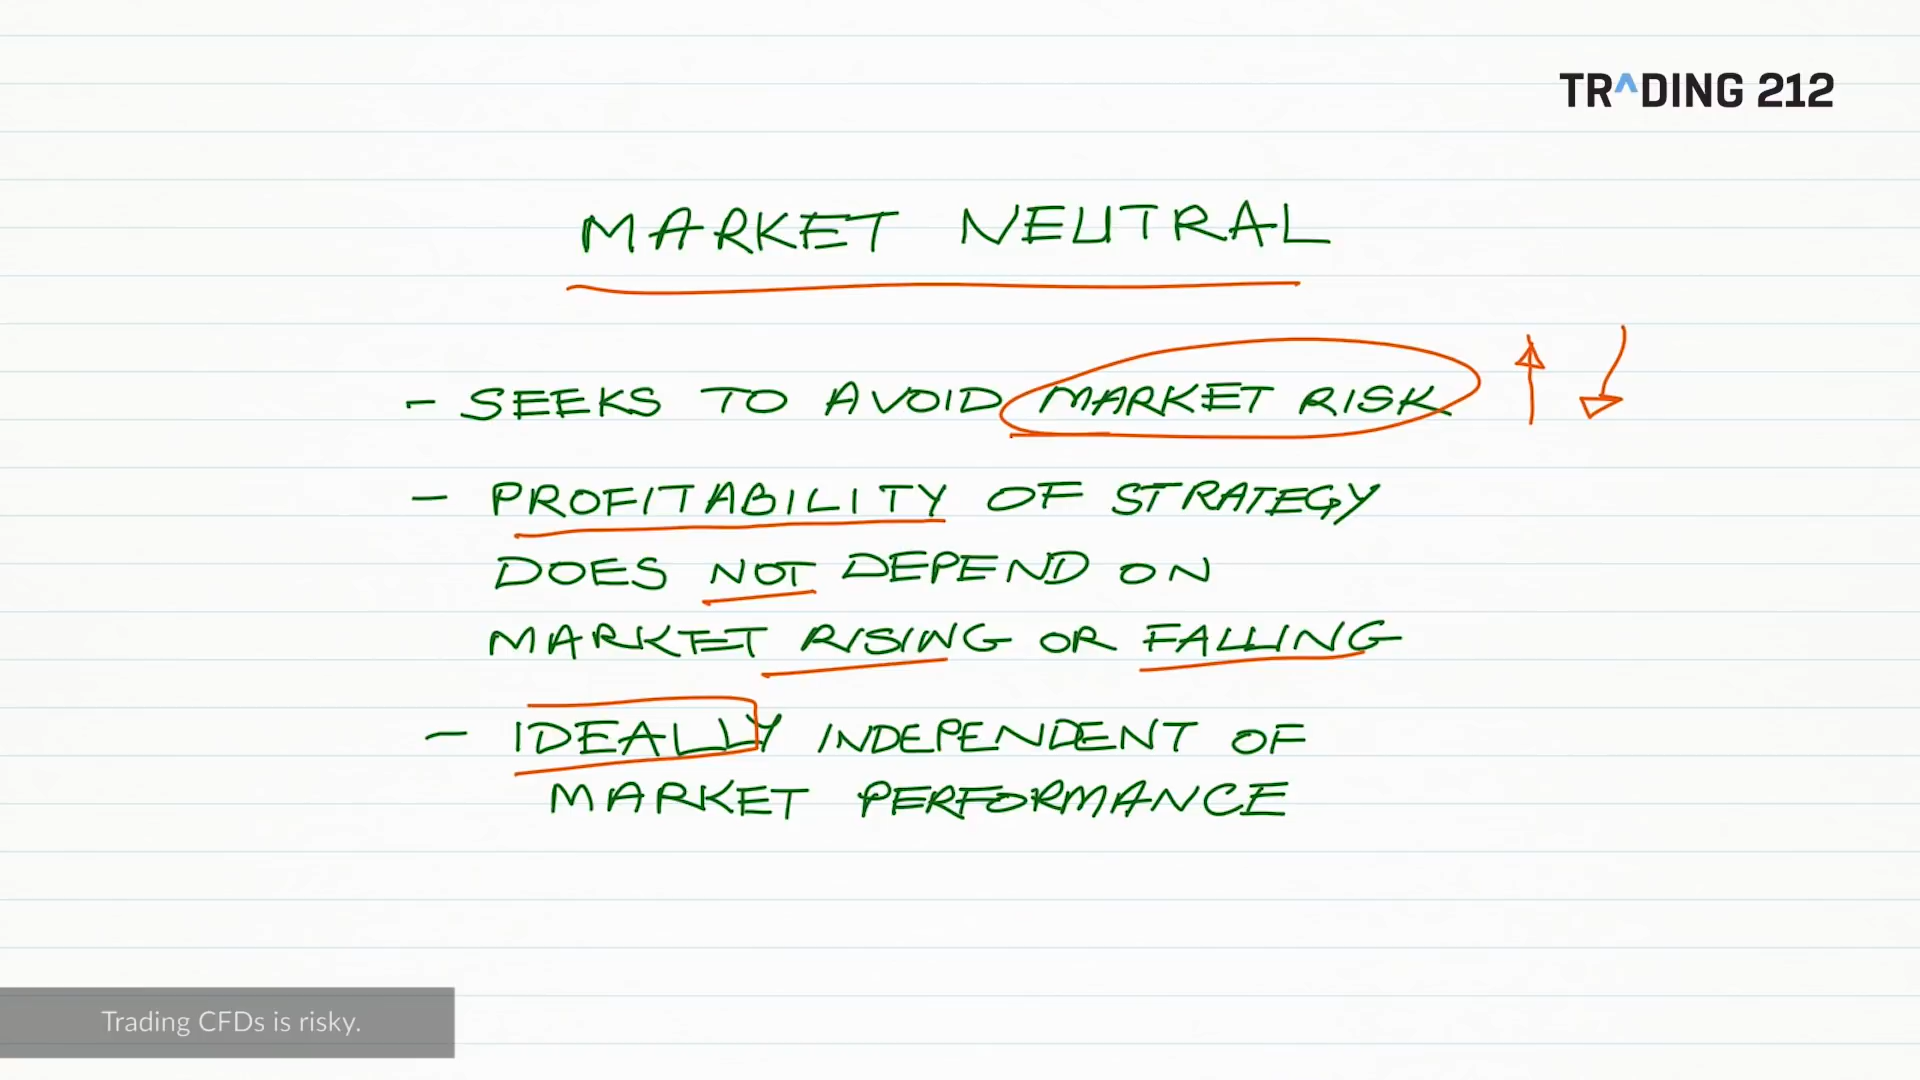 TRADING 212
MARKET NEUTRAL
- SEEKS TO AVOID MARKET RISK
- PROFITABILITY OF STRATEGY
DOES NOT DEPEND ON
MARKET RISING OR FALLING
- IDEALLY INDEPENDENT OF
MARKET PERFORMANCE
Trading CFDs is risky.